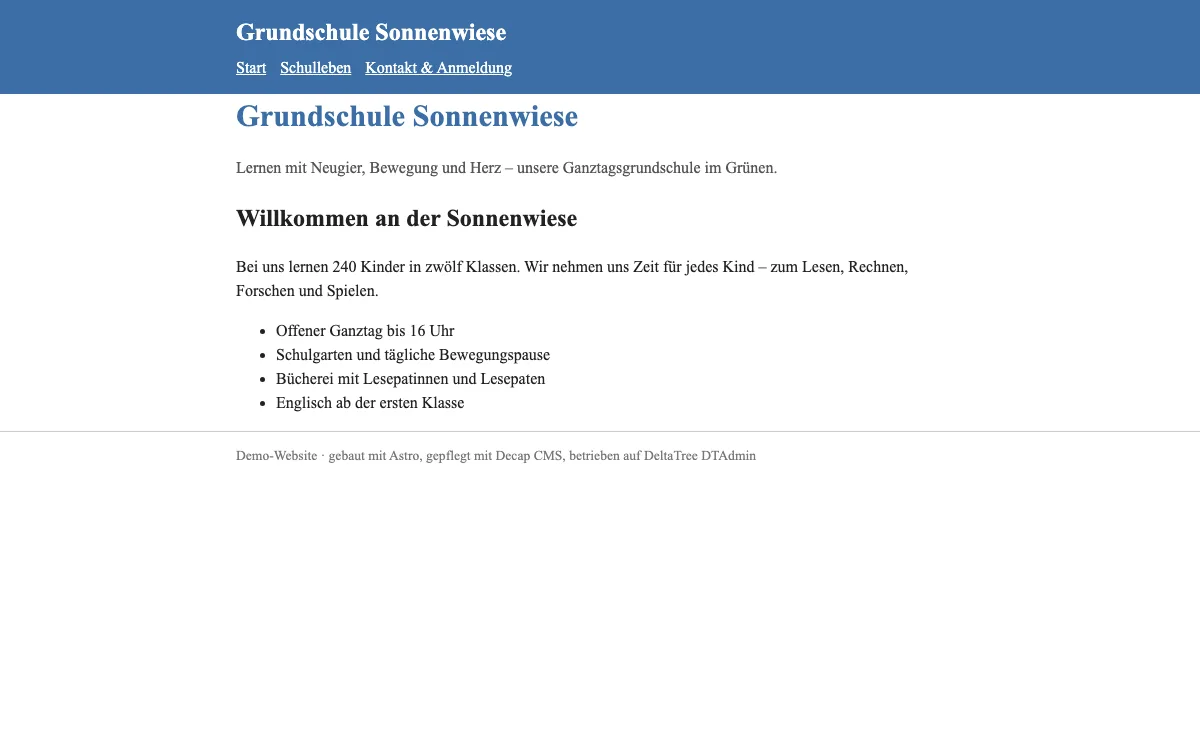 Grundschule Sonnenwiese
Start Schulleben Kontakt & Anmeldung
Grundschule Sonnenwiese
Lernen mit Neugier, Bewegung und Herz – unsere Ganztagsgrundschule im Grünen.
Willkommen an der Sonnenwiese
Bei uns lernen 240 Kinder in zwölf Klassen. Wir nehmen uns Zeit für jedes Kind – zum Lesen, Rechnen,
Forschen und Spielen.
• Offener Ganztag bis 16 Uhr
• Schulgarten und tägliche Bewegungspause
• Bücherei mit Lesepatinnen und Lesepaten
• Englisch ab der ersten Klasse
Demo-Website · gebaut mit Astro, gepflegt mit Decap CMS, betrieben auf DeltaTree DTAdmin